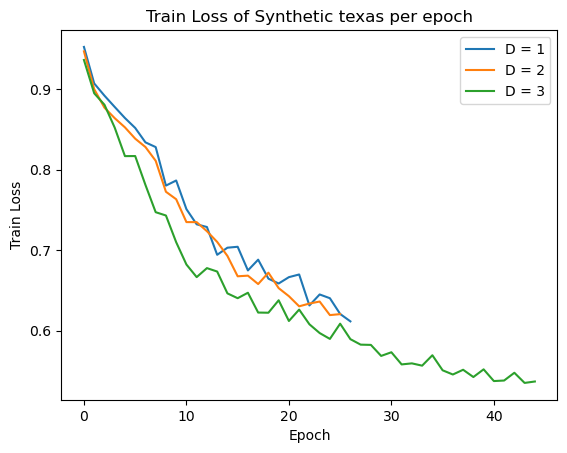 Train Loss of Synthetic texas per epoch
D = 1
D = 2
D = 3
Train Loss
0.9
0.8
0.7
0.6
0
10
20
30
40
Epoch